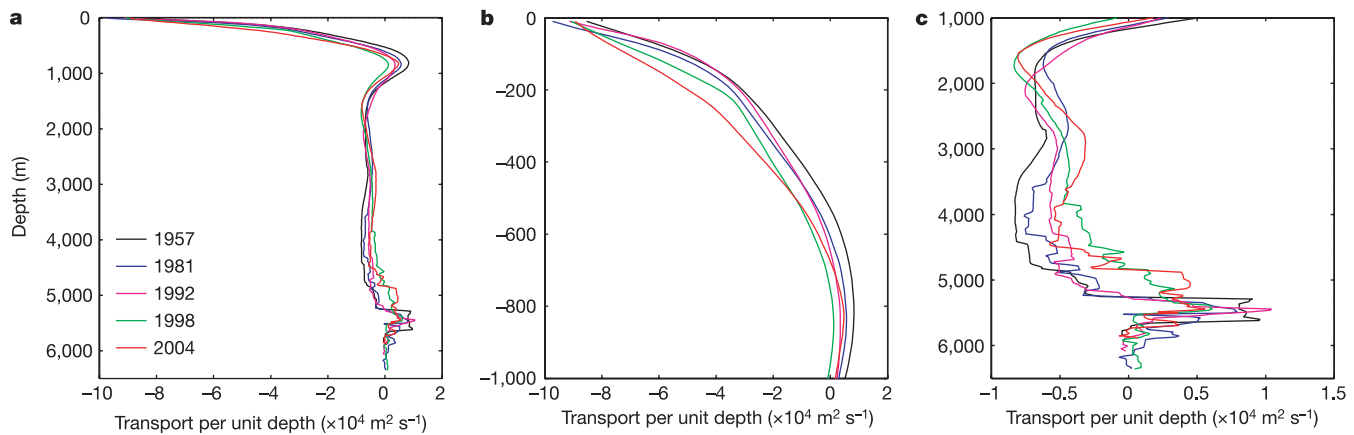 a
0
1,000
2,000
3,000
4,000
5,000
6,000
Depth (m)
1957
1981
1992
1998
2004
−10 −8 −6 −4 −2 0 2
Transport per unit depth (×10⁴ m² s⁻¹)
b
0
−200
−400
−600
−800
−1,000
−10 −8 −6 −4 −2 0 2
Transport per unit depth (×10⁴ m² s⁻¹)
c
1,000
2,000
3,000
4,000
5,000
6,000
−1 −0.5 0 0.5 1 1.5
Transport per unit depth (×10⁴ m² s⁻¹)